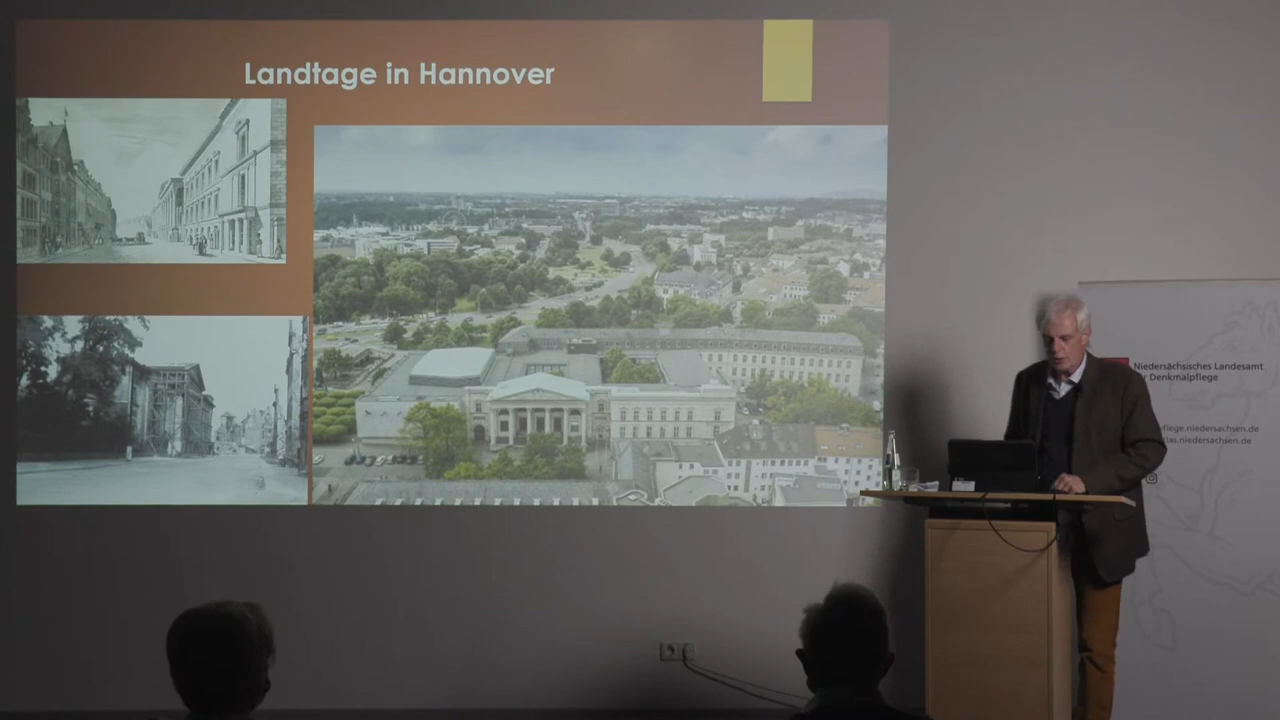 Landtage in Hannover
Niedersächsisches Landesamt
Denkmalpflege
pflege.niedersachsen.de
las.niedersachsen.de